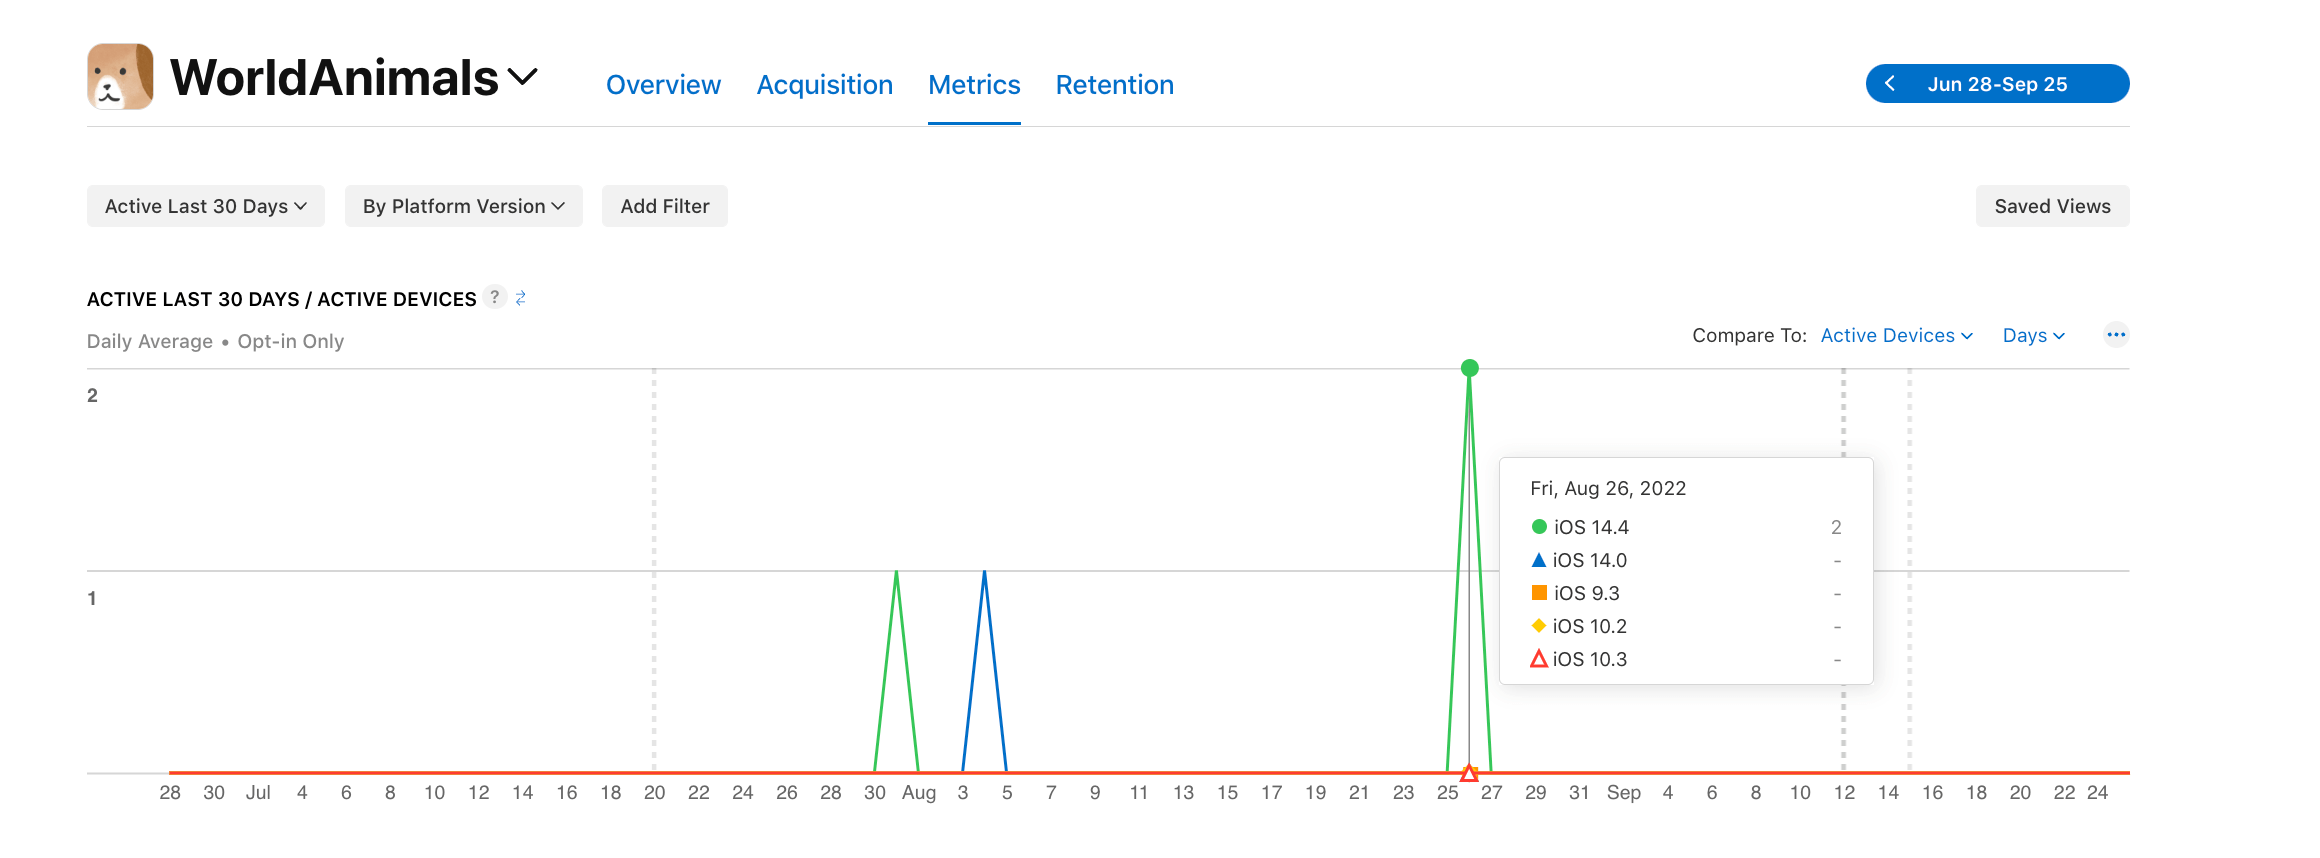 WorldAnimals
Overview Acquisition Metrics Retention
Jun 28-Sep 25
Active Last 30 Days By Platform Version Add Filter
Saved Views
ACTIVE LAST 30 DAYS / ACTIVE DEVICES ?
Daily Average • Opt-in Only
Compare To: Active Devices Days
2
1
Fri, Aug 26, 2022
iOS 14.4 2
iOS 14.0 -
iOS 9.3 -
iOS 10.2 -
iOS 10.3 -
28 30 Jul 4 6 8 10 12 14 16 18 20 22 24 26 28 30 Aug 3 5 7 9 11 13 15 17 19 21 23 25 27 29 31 Sep 4 6 8 10 12 14 16 18 20 22 24